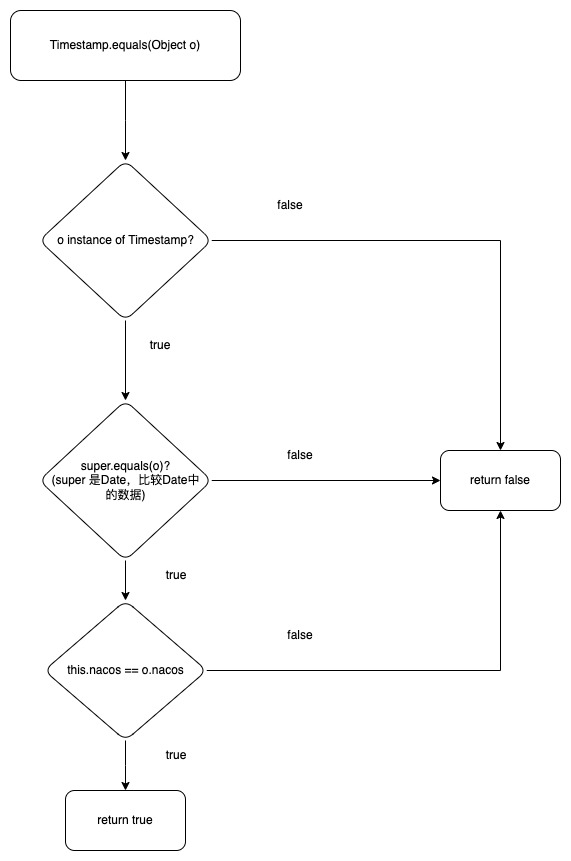 Timestamp.equals(Object o)
false
o instance of Timestamp?
true
super.equals(o)?
(super 是Date，比较Date中
的数据)
false
return false
true
false
this.nacos == o.nacos
true
return true